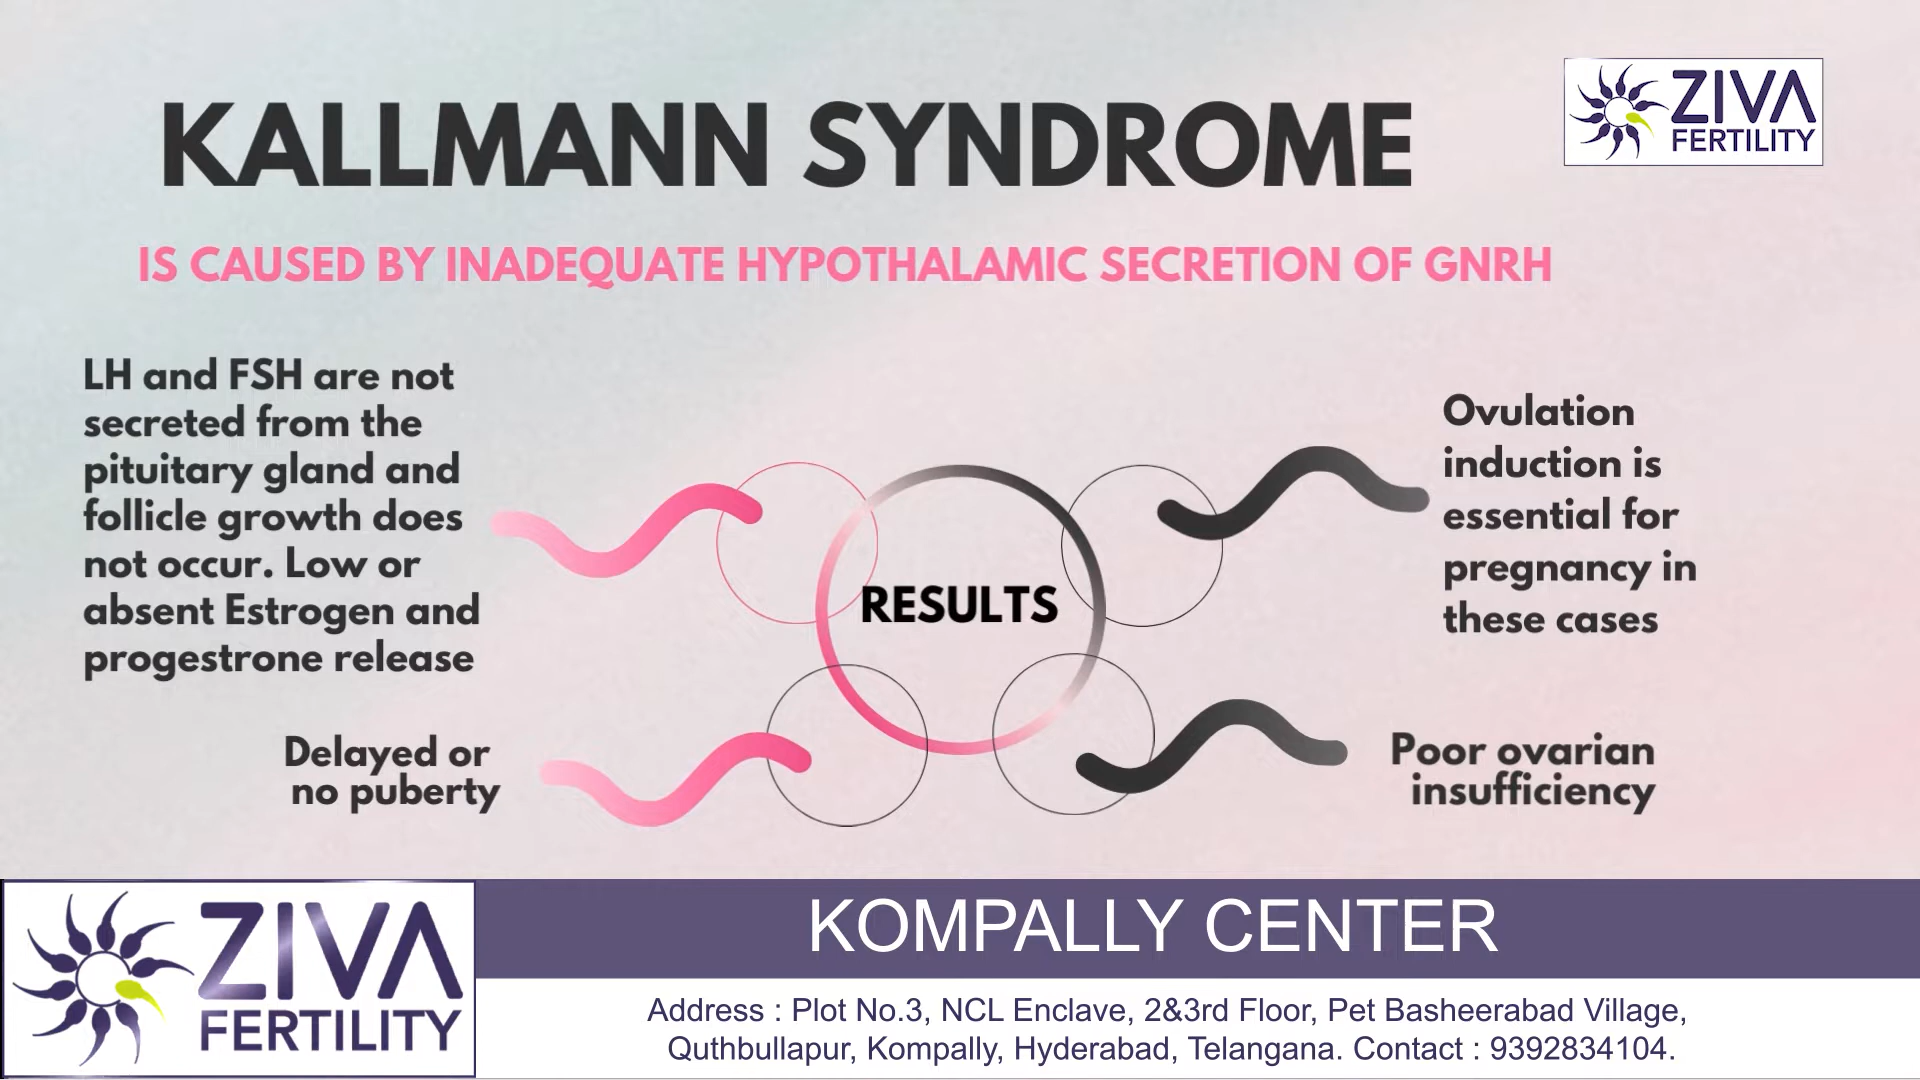 KALLMANN SYNDROME
ZIVA
FERTILITY
IS CAUSED BY INADEQUATE HYPOTHALAMIC SECRETION OF GNRH
LH and FSH are not
secreted from the
pituitary gland and
follicle growth does
not occur. Low or
absent Estrogen and
progestrone release
Ovulation
induction is
essential for
pregnancy in
these cases
RESULTS
Delayed or
no puberty
Poor ovarian
insufficiency
ZIVA
FERTILITY
KOMPALLY CENTER
Address : Plot No.3, NCL Enclave, 2&3rd Floor, Pet Basheerabad Village,
Quthbullapur, Kompally, Hyderabad, Telangana. Contact : 9392834104.